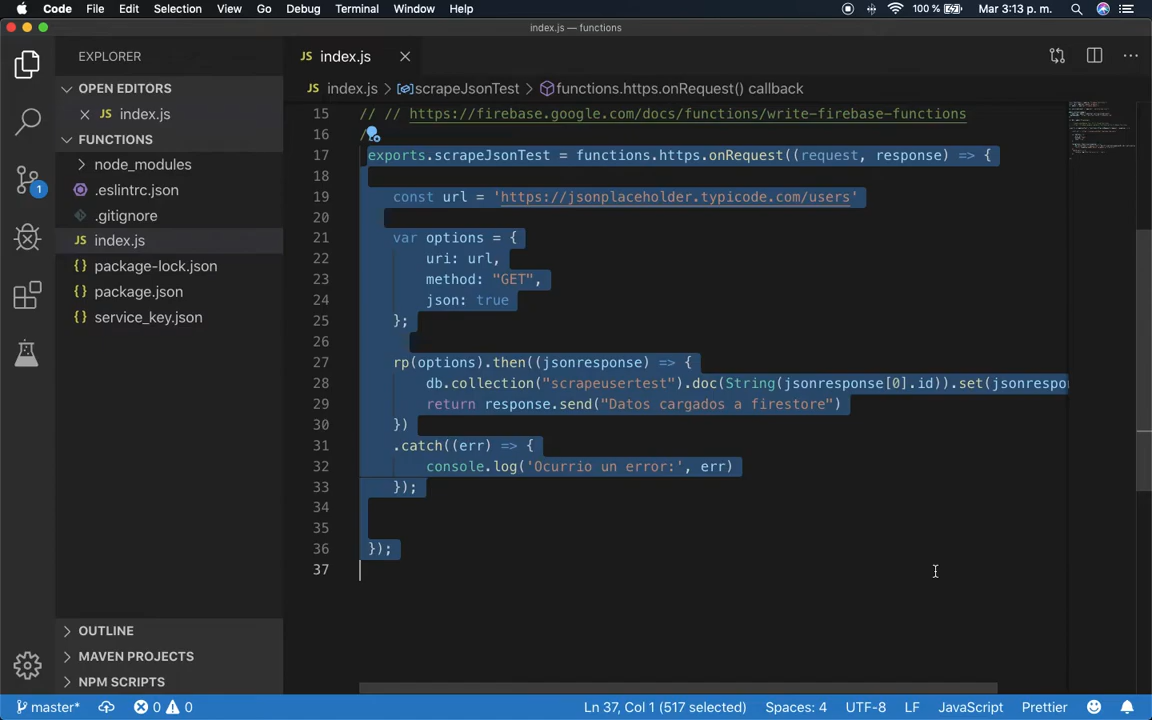 Code File Edit Selection View Go Debug Terminal Window Help 100 % Mar 3:13 p. m.
index.js — functions
EXPLORER
JS index.js
OPEN EDITORS
JS index.js > scrapeJsonTest > functions.https.onRequest() callback
JS index.js
FUNCTIONS
node_modules
.eslintrc.json
.gitignore
JS index.js
{} package-lock.json
{} package.json
{} service_key.json
OUTLINE
MAVEN PROJECTS
NPM SCRIPTS
1
15 // // https://firebase.google.com/docs/functions/write-firebase-functions
16 /
17 exports.scrapeJsonTest = functions.https.onRequest((request, response) => {
18
19 const url = 'https://jsonplaceholder.typicode.com/users'
20
21 var options = {
22 uri: url,
23 method: "GET",
24 json: true
25 };
26
27 rp(options).then((jsonresponse) => {
28 db.collection("scrapeusertest").doc(String(jsonresponse[0].id)).set(jsonrespo
29 return response.send("Datos cargados a firestore")
30 })
31 .catch((err) => {
32 console.log('Ocurrio un error:', err)
33 });
34
35
36 });
37
master* 0 0 Ln 37, Col 1 (517 selected) Spaces: 4 UTF-8 LF JavaScript Prettier